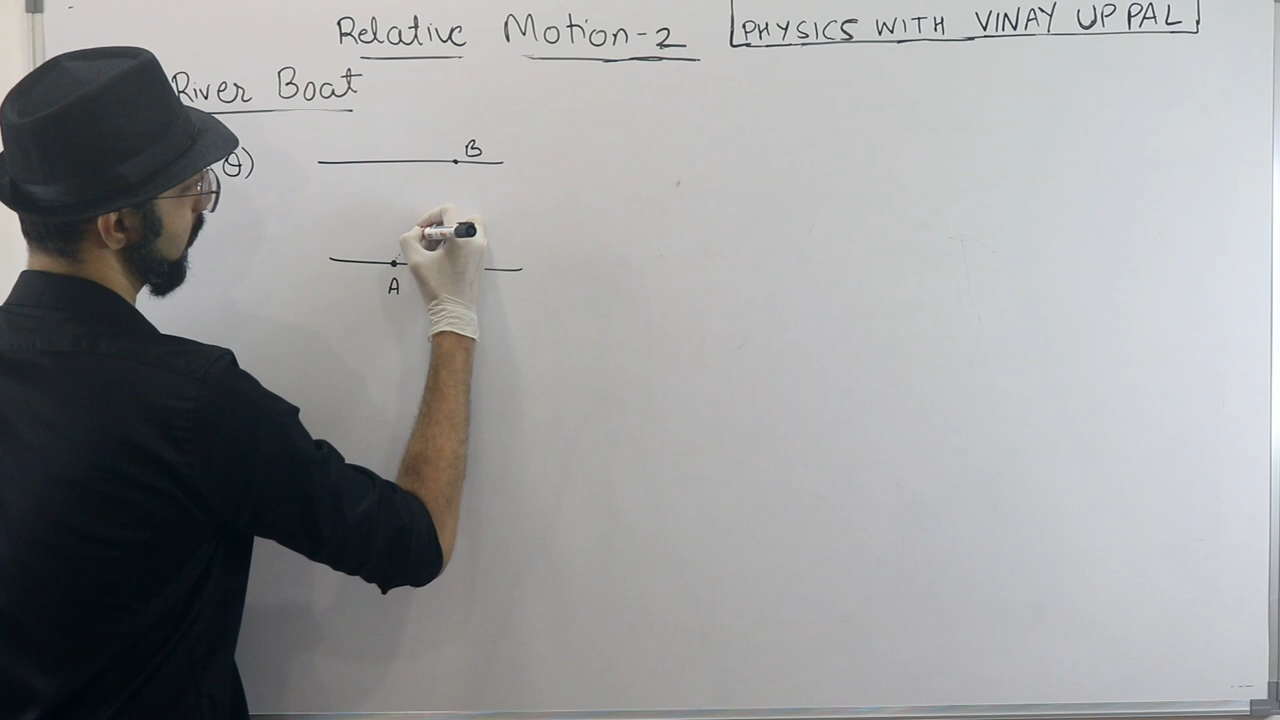 Relative Motion-2
PHYSICS WITH VINAY UPPAL
River Boat
Q)
B
A